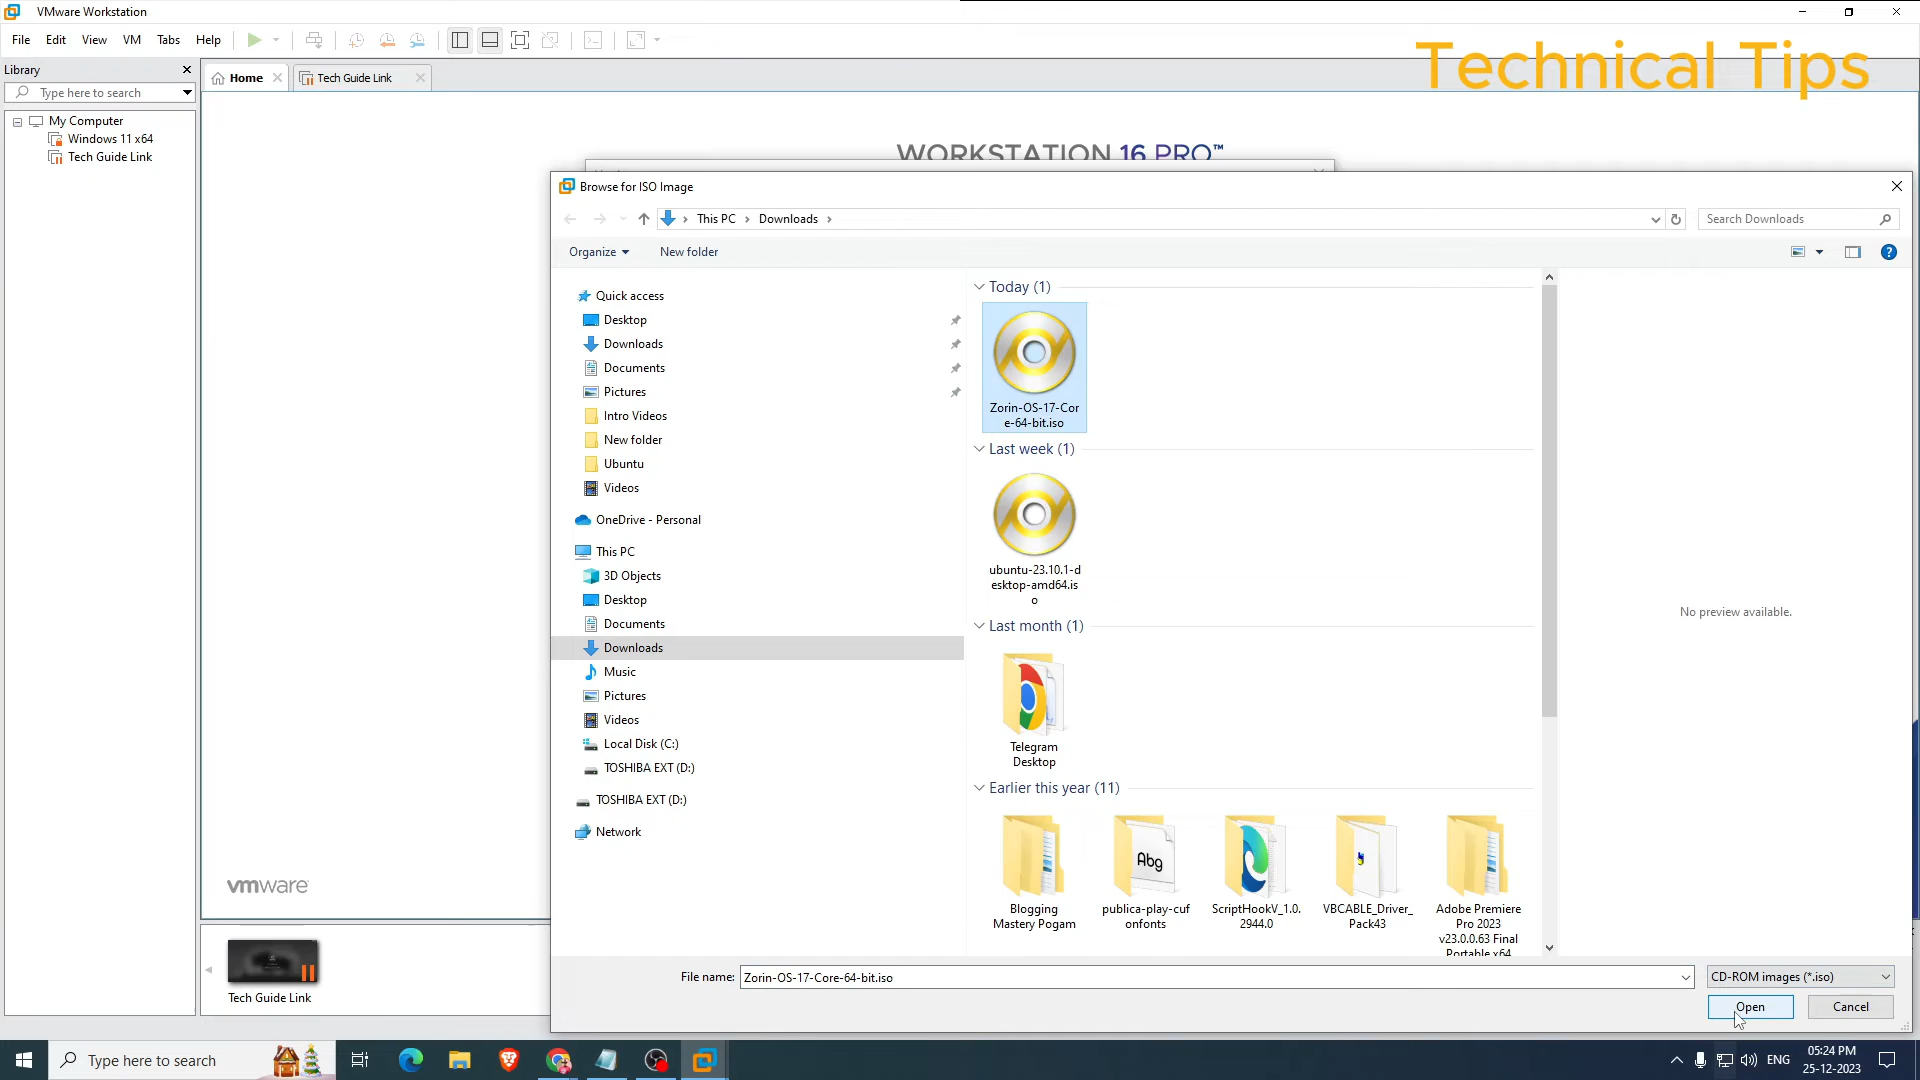 VMware Workstation
File Edit View VM Tabs Help
Technical Tips
Library
Type here to search
My Computer
Windows 11 x64
Tech Guide Link
Home
Tech Guide Link
WORKSTATION 16 PRO™
Browse for ISO Image
This PC > Downloads >
Search Downloads
Organize
New folder
Quick access
Desktop
Downloads
Documents
Pictures
Intro Videos
New folder
Ubuntu
Videos
OneDrive - Personal
This PC
3D Objects
Desktop
Documents
Downloads
Music
Pictures
Videos
Local Disk (C:)
TOSHIBA EXT (D:)
TOSHIBA EXT (D:)
Network
Today (1)
Zorin-OS-17-Cor
e-64-bit.iso
Last week (1)
ubuntu-23.10.1-d
esktop-amd64.is
o
Last month (1)
Telegram
Desktop
Earlier this year (11)
Blogging
Mastery Pogam
Abg
publica-play-cuf
onfonts
ScriptHookV_1.0.
2944.0
VBCABLE_Driver_
Pack43
Adobe Premiere
Pro 2023
v23.0.0.63 Final
Portable x64
No preview available.
File name:
Zorin-OS-17-Core-64-bit.iso
CD-ROM images (*.iso)
Open
Cancel
vmware
Tech Guide Link
Type here to search
ENG
05:24 PM
25-12-2023